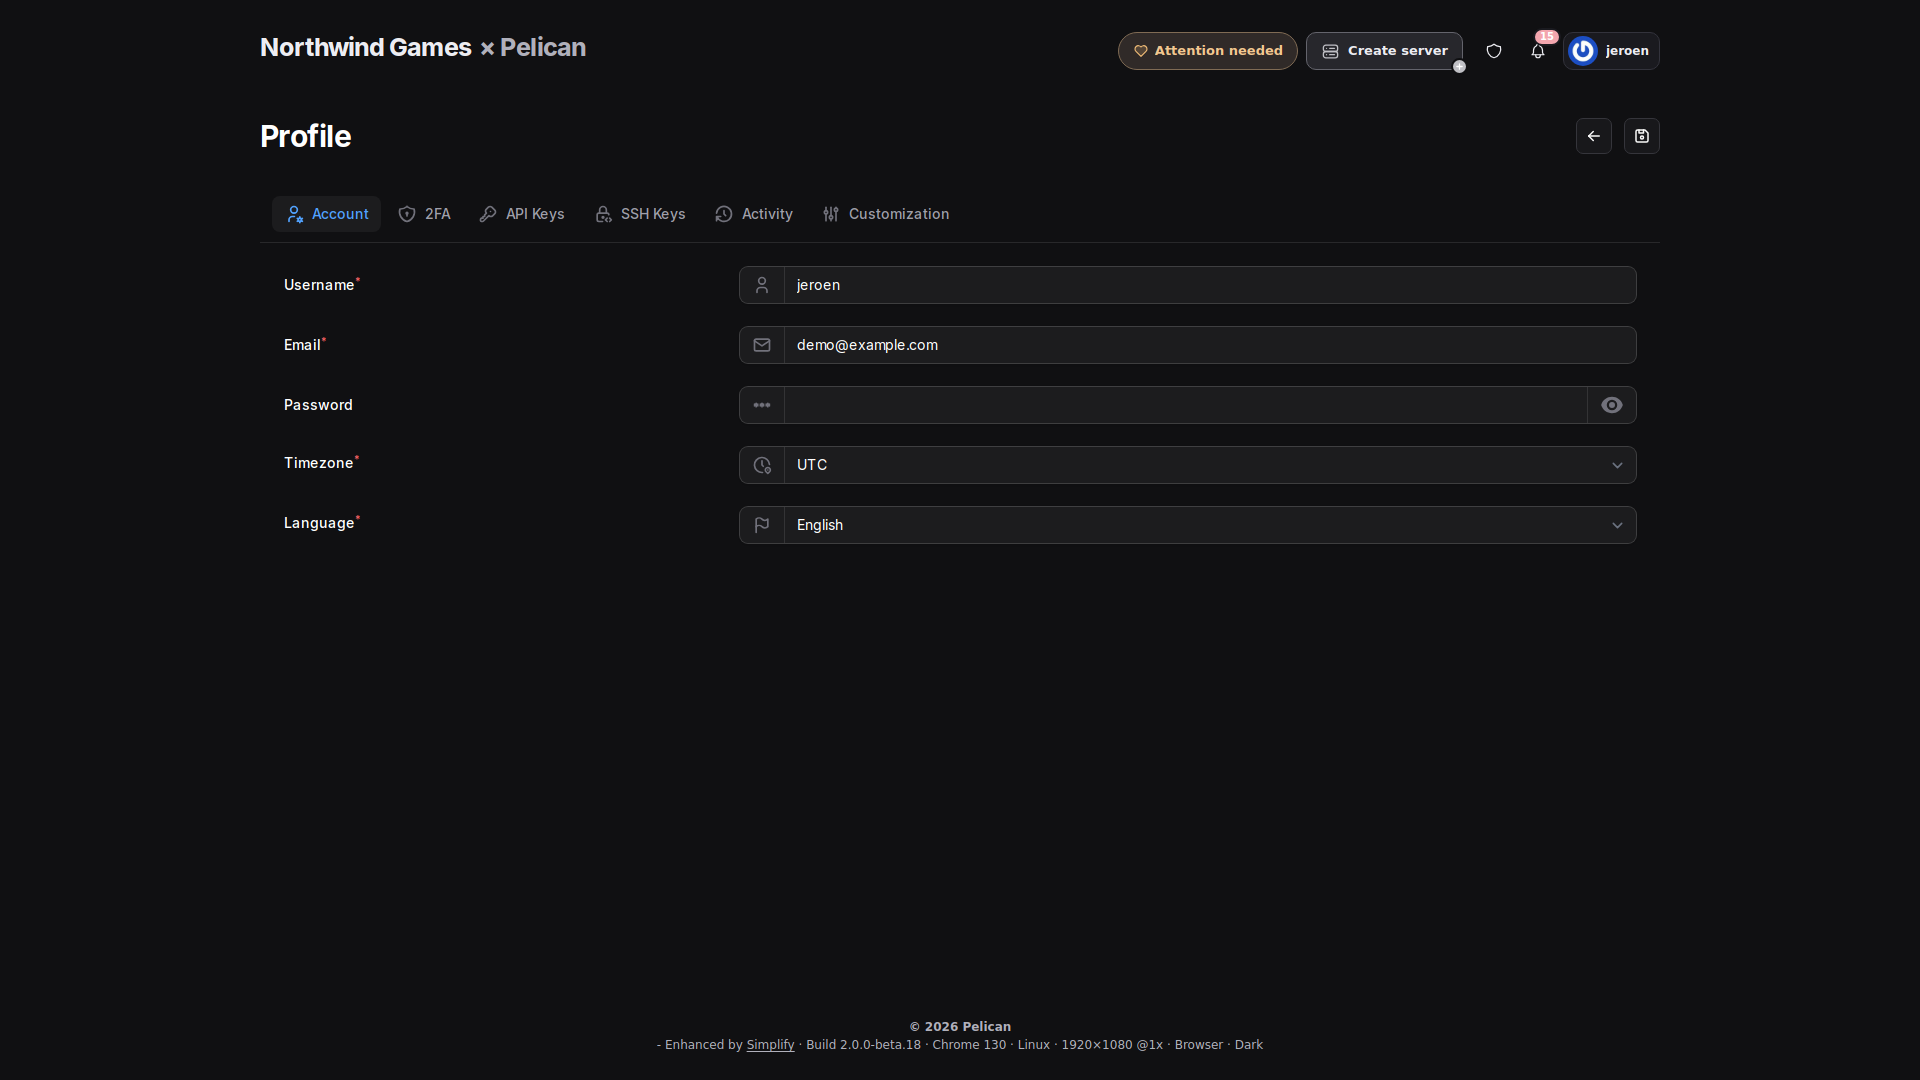 Northwind Games × Pelican
Attention needed
Create server
15
jeroen
Profile
Account
2FA
API Keys
SSH Keys
Activity
Customization
Username*
jeroen
Email*
demo@example.com
Password
Timezone*
UTC
Language*
English
© 2026 Pelican
- Enhanced by Simplify · Build 2.0.0-beta.18 · Chrome 130 · Linux · 1920×1080 @1x · Browser · Dark